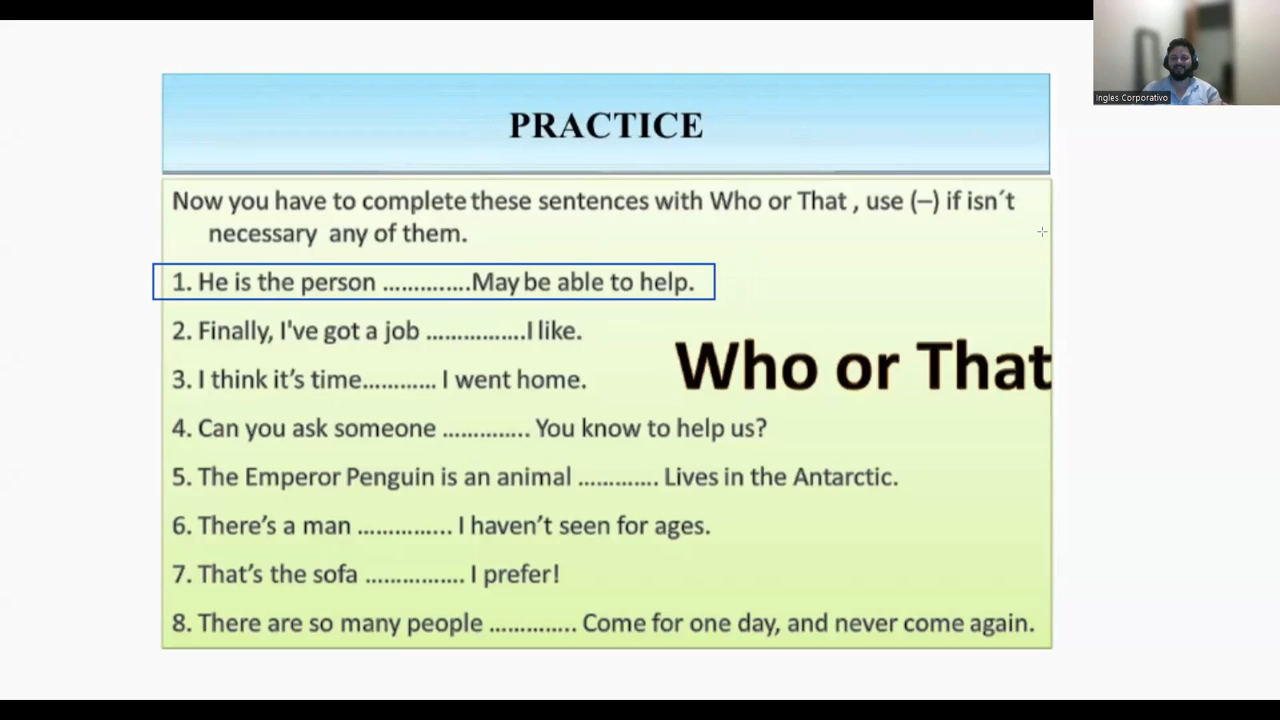 Ingles Corporativo
PRACTICE
Now you have to complete these sentences with Who or That , use (–) if isn´t
necessary any of them.
1. He is the person ..............May be able to help.
2. Finally, I've got a job ................I like.
3. I think it’s time............ I went home.
4. Can you ask someone .............. You know to help us?
5. The Emperor Penguin is an animal ............. Lives in the Antarctic.
6. There’s a man ............... I haven’t seen for ages.
7. That’s the sofa ................ I prefer!
8. There are so many people .............. Come for one day, and never come again.
Who or That